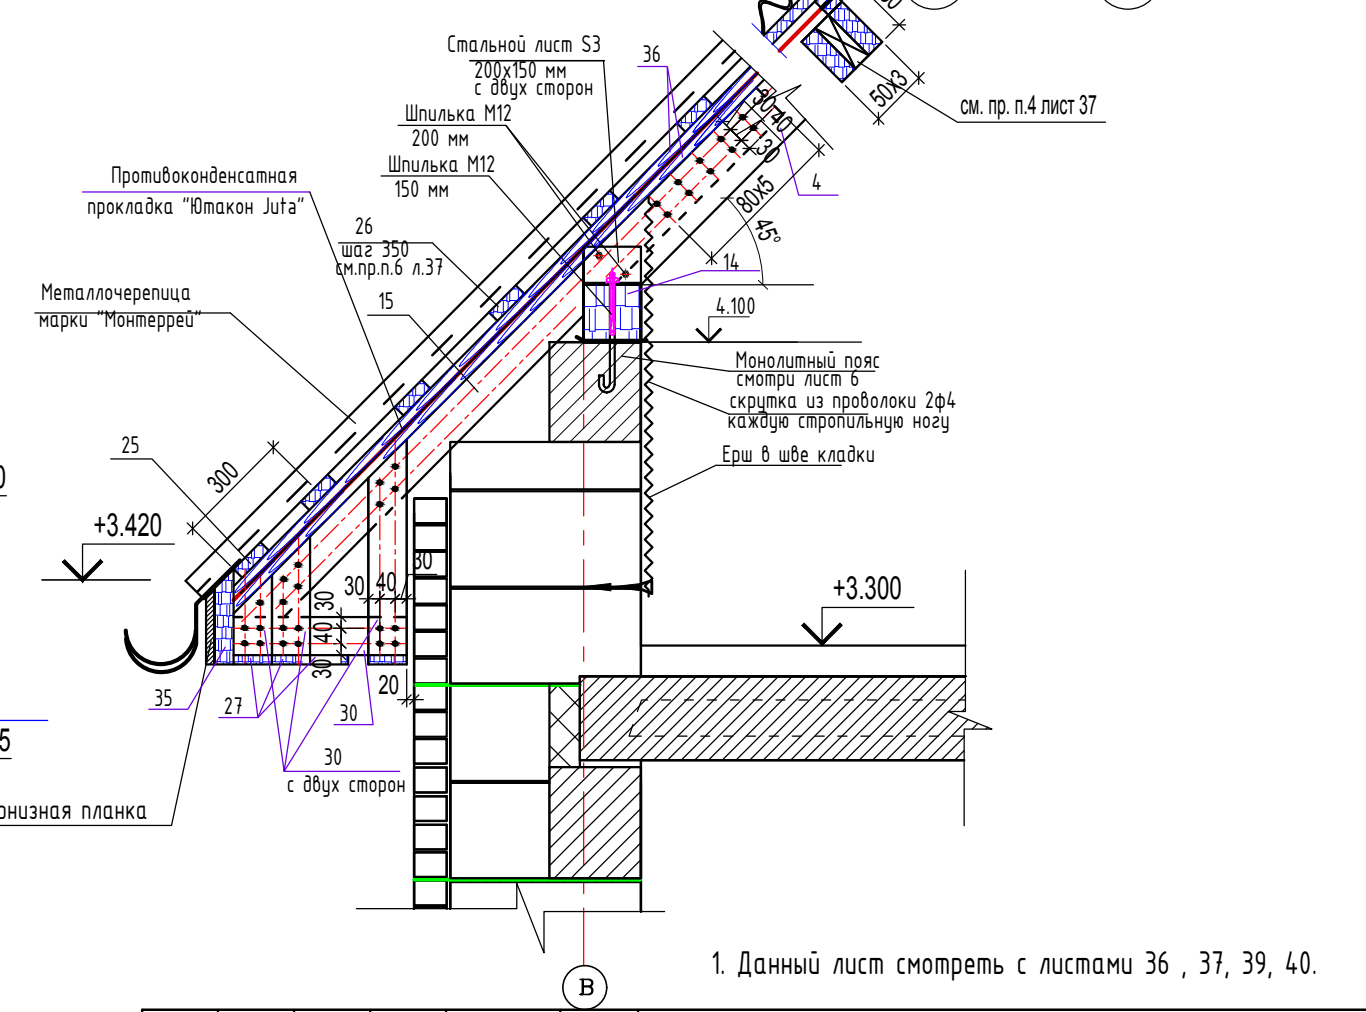 Стальной лист S3
200х150 мм
с двух сторон
36
Шпилька М12
200 мм
Шпилька М12
150 мм
Противоконденсатная
прокладка "Ютакон Juta"
26
шаг 350
см.пр.п.6 л.37
15
Металлочерепица
марки "Монтеррей"
25
300
+3.420
50х3
см. пр. п.4 лист 37
30
40
30
4
80х5
45°
14
4.100
Монолитный пояс
смотри лист 6
скрутка из проволоки 2ф4
каждую стропильную ногу
Ерш в шве кладки
+3.300
30
40
30
30
40
30
20
35
27
30
30
с двух сторон
0
5
онизная планка
В
1. Данный лист смотреть с листами 36 , 37, 39, 40.